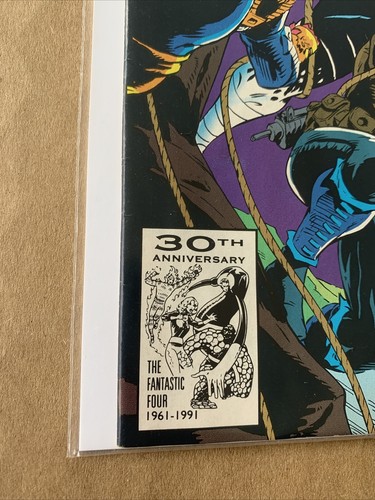 30TH
ANNIVERSARY
THE
FANTASTIC
FOUR
1961-1991